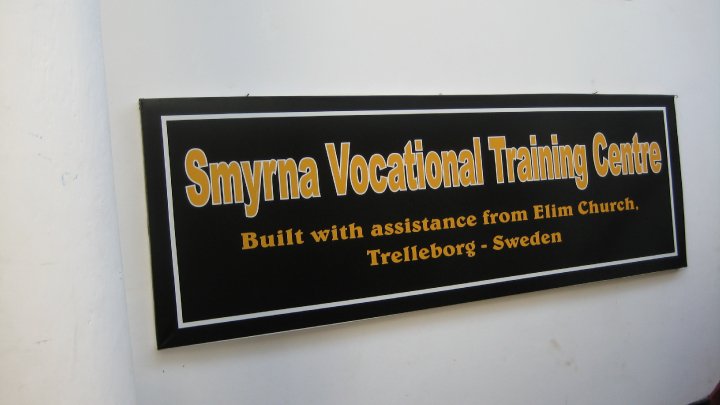 Smyrna Vocational Training Centre
Built with assistance from Elim Church,
Trelleborg - Sweden